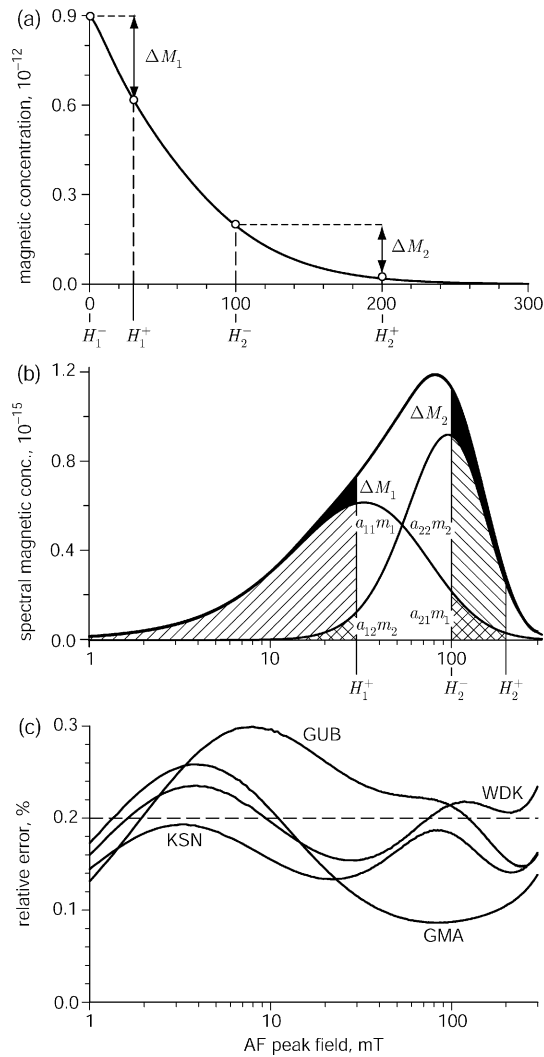 (a)
magnetic concentration, 10⁻¹²
0.9
0.6
0.3
0.0
ΔM₁
ΔM₂
0 100 200 300
H₁⁻ H₁⁺ H₂⁻ H₂⁺
(b)
spectral magnetic conc., 10⁻¹⁵
1.2
0.8
0.4
0.0
ΔM₂
ΔM₁
a₁₁m₁ a₂₂m₂
a₁₂m₂ a₂₁m₁
1 10 100
H₁⁺ H₂⁻ H₂⁺
(c)
relative error, %
0.3
0.2
0.1
0.0
GUB
WDK
KSN
GMA
1 10 100
AF peak field, mT